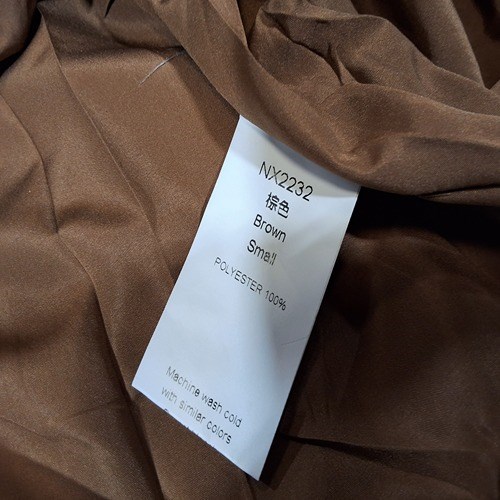 NX2232
棕色
Brown
Small
POLYESTER 100%
Machine wash cold
with similar colors